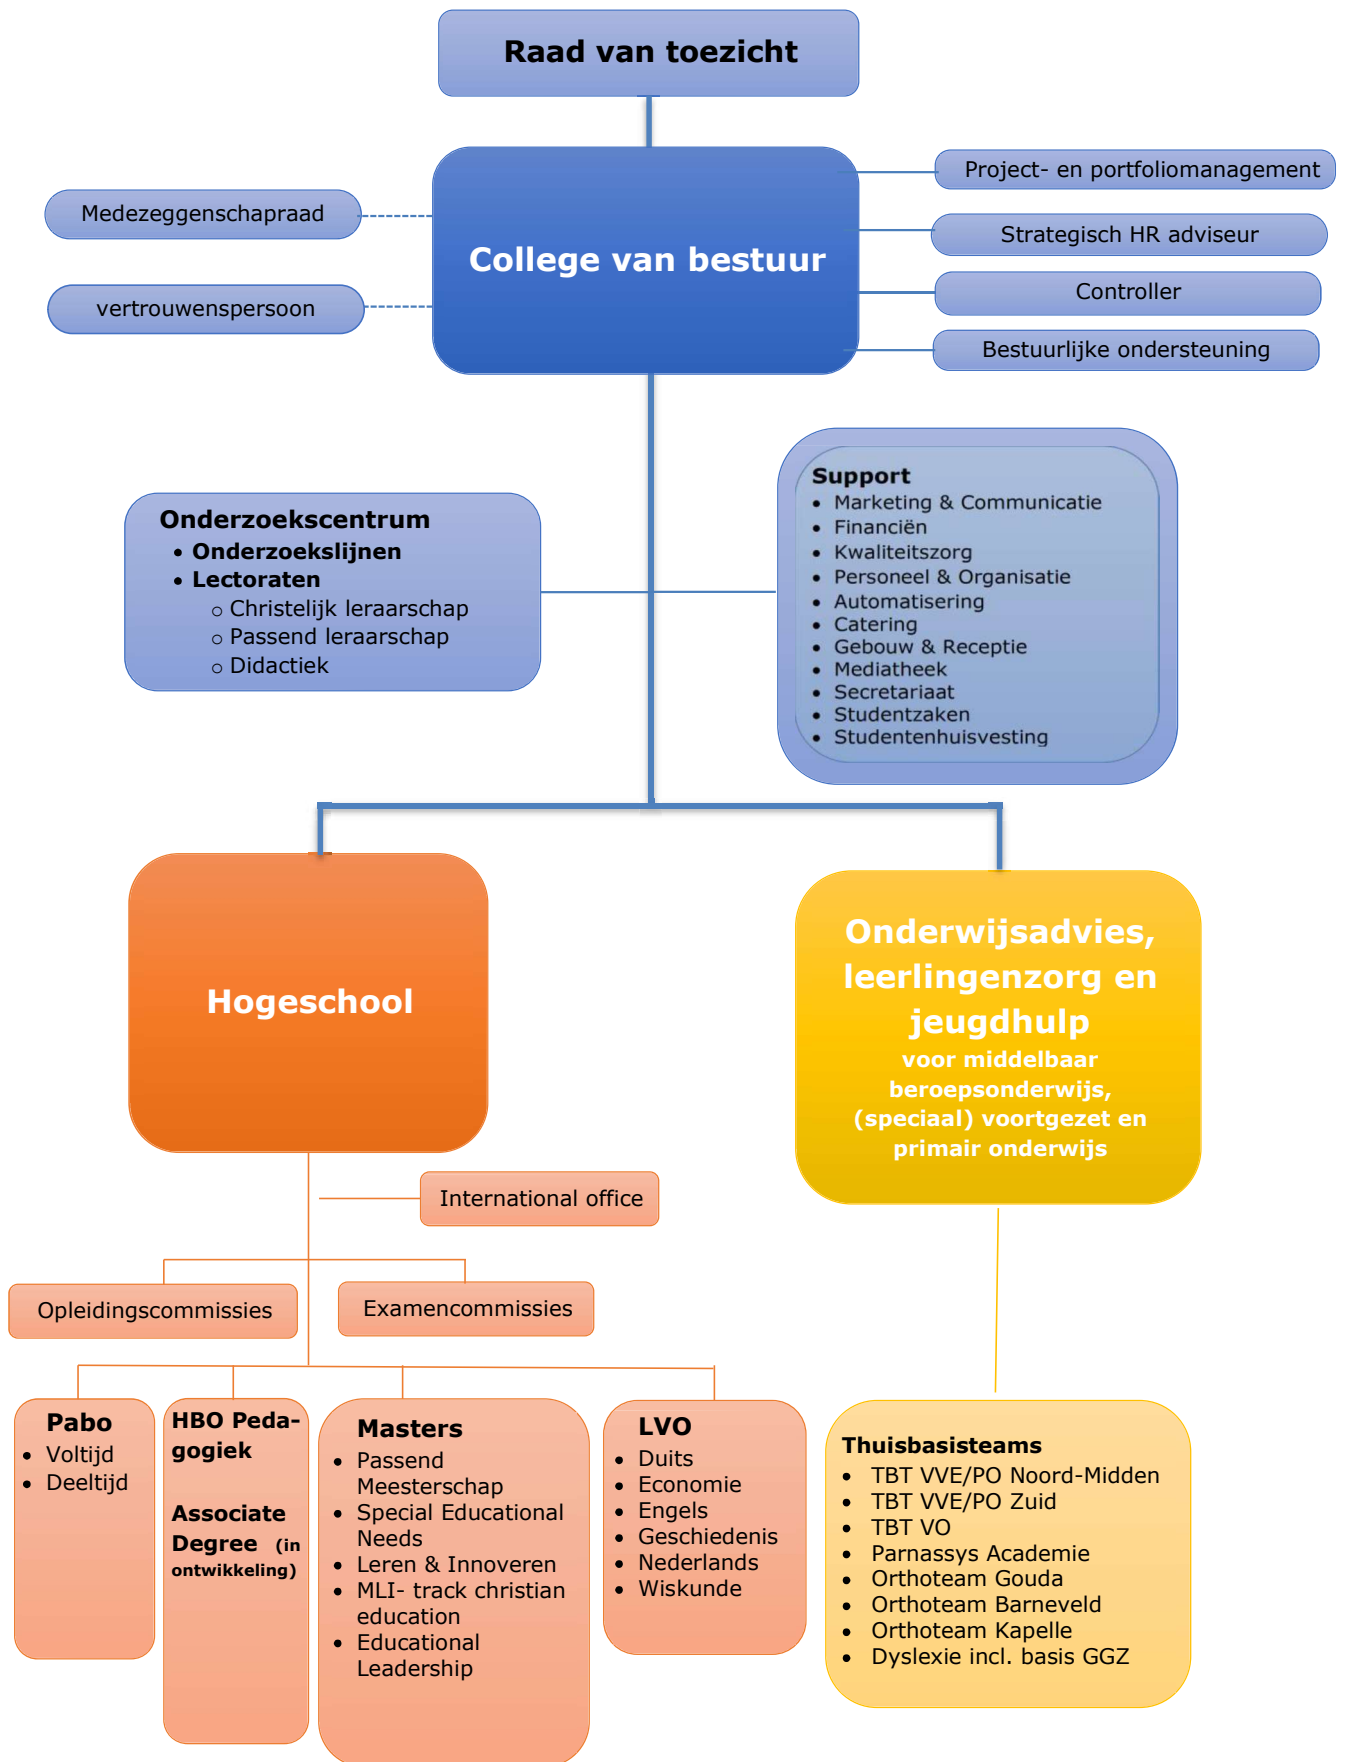 Raad van toezicht
College van bestuur
Medezeggenschapraad
vertrouwenspersoon
Project- en portfoliomanagement
Strategisch HR adviseur
Controller
Bestuurlijke ondersteuning
Onderzoekscentrum
• Onderzoekslijnen
• Lectoraten
○ Christelijk leraarschap
○ Passend leraarschap
○ Didactiek
Support
• Marketing & Communicatie
• Financiën
• Kwaliteitszorg
• Personeel & Organisatie
• Automatisering
• Catering
• Gebouw & Receptie
• Mediatheek
• Secretariaat
• Studentzaken
• Studentenhuisvesting
Hogeschool
Onderwijsadvies,
leerlingenzorg en
jeugdhulp
voor middelbaar
beroepsonderwijs,
(speciaal) voortgezet en
primair onderwijs
International office
Opleidingscommissies
Examencommissies
Pabo
• Voltijd
• Deeltijd
HBO Peda-
gogiek
Associate
Degree (in
ontwikkeling)
Masters
• Passend
Meesterschap
• Special Educational
Needs
• Leren & Innoveren
• MLI- track christian
education
• Educational
Leadership
LVO
• Duits
• Economie
• Engels
• Geschiedenis
• Nederlands
• Wiskunde
Thuisbasisteams
• TBT VVE/PO Noord-Midden
• TBT VVE/PO Zuid
• TBT VO
• Parnassys Academie
• Orthoteam Gouda
• Orthoteam Barneveld
• Orthoteam Kapelle
• Dyslexie incl. basis GGZ